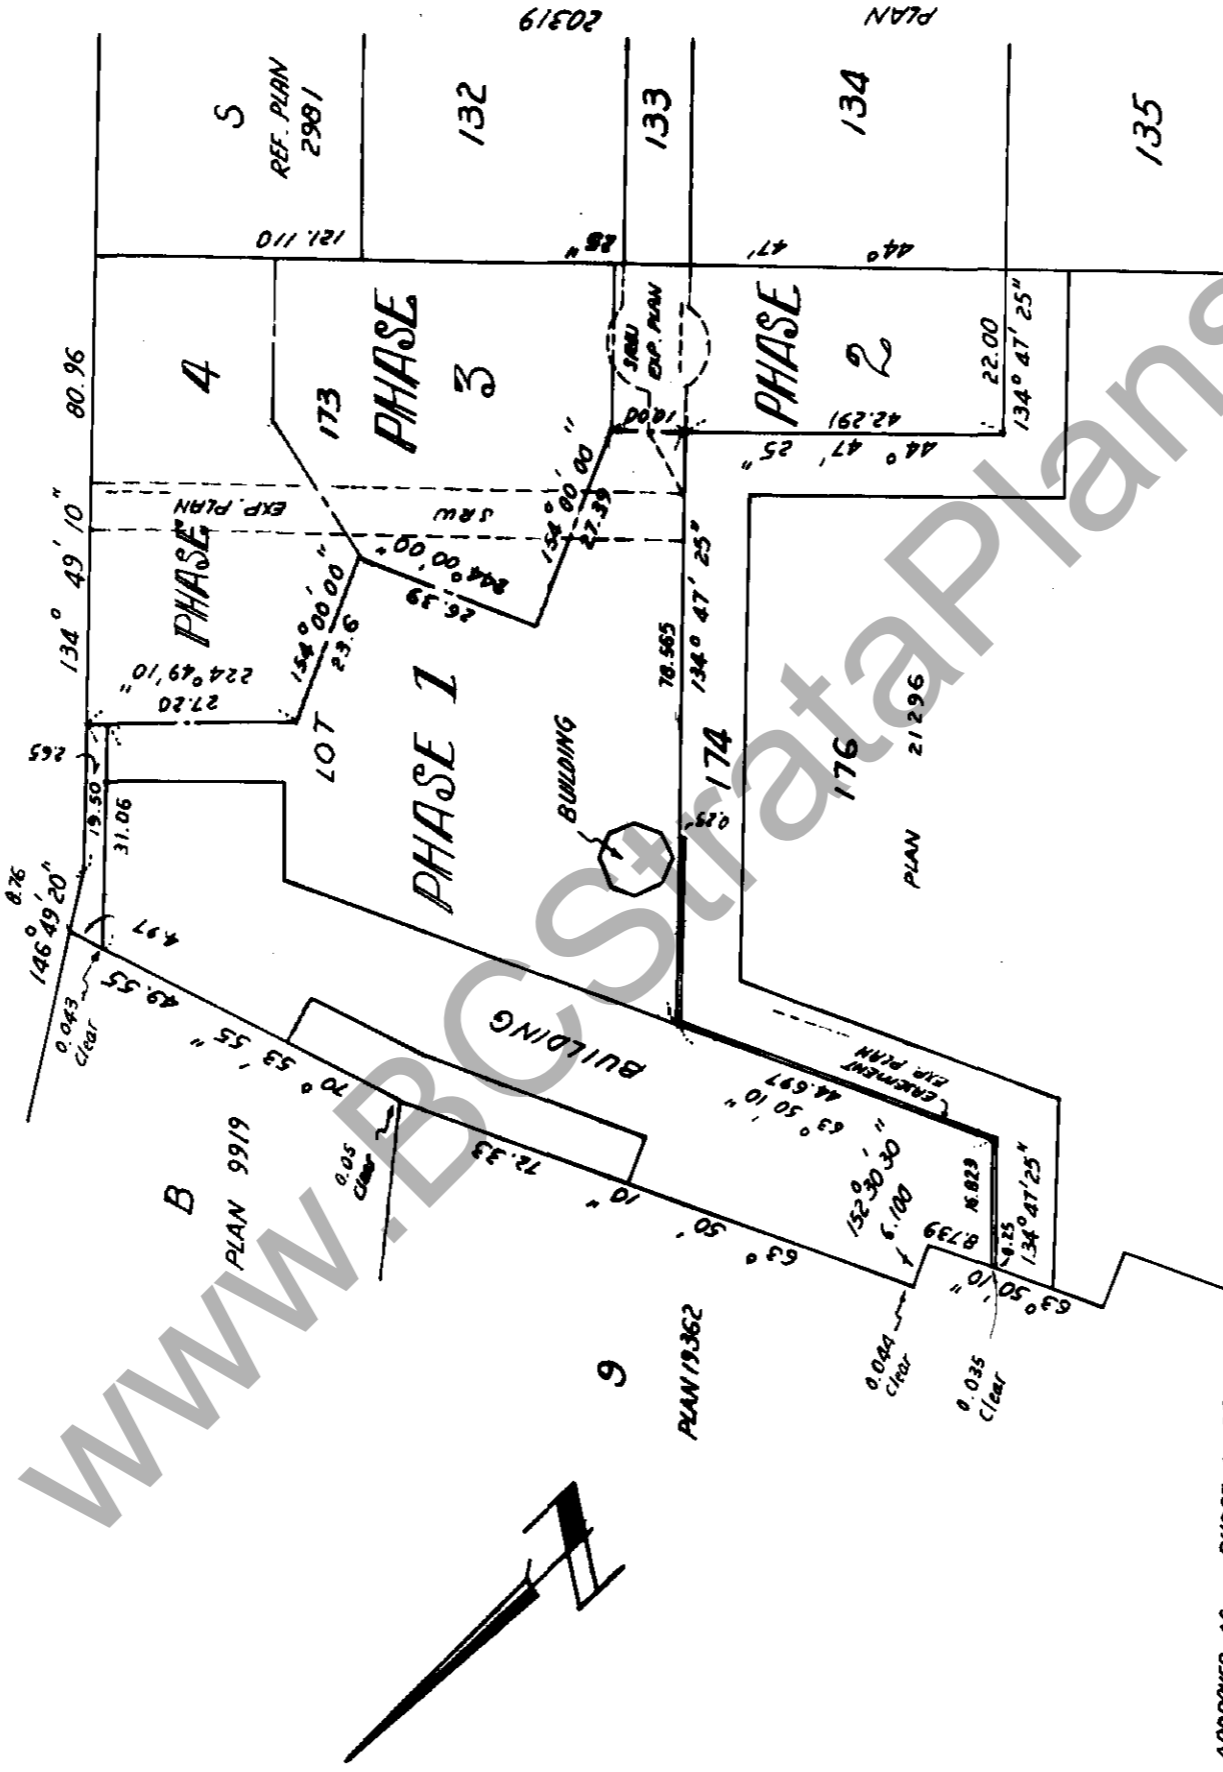 20319
PLAN
S
REF. PLAN
2981
132
133
134
135
121.110
25"
47'
44°
80.96
134° 49' 10"
4
PHASE
173
PHASE
3
SRW
EXP. PLAN
PHASE
2
22.00
134° 47' 25"
42.291
44° 47' 25"
10.00
EXP. PLAN
SRW
154° 00' 00"
27.39
244° 00' 00"
26.39
154° 00' 00"
23.6
224° 49' 10"
27.20
LOT
PHASE 1
2.65
19.50
31.06
8.76
146° 49' 20"
4.97
0.043
Clear
49.55
70° 53' 55"
BUILDING
BUILDING
78.565
134° 47' 25"
174
0.25
176
PLAN 21296
B
PLAN 9919
0.05
Clear
72.33
63° 50' 10"
63° 50' 10"
44.697
EASEMENT
EXP. PLAN
152° 30' 30"
6.100
8.739
16.823
0.25
134° 47' 25"
63° 50' 10"
0.044
Clear
0.035
Clear
9
PLAN 19362
www.BCStrataPlans